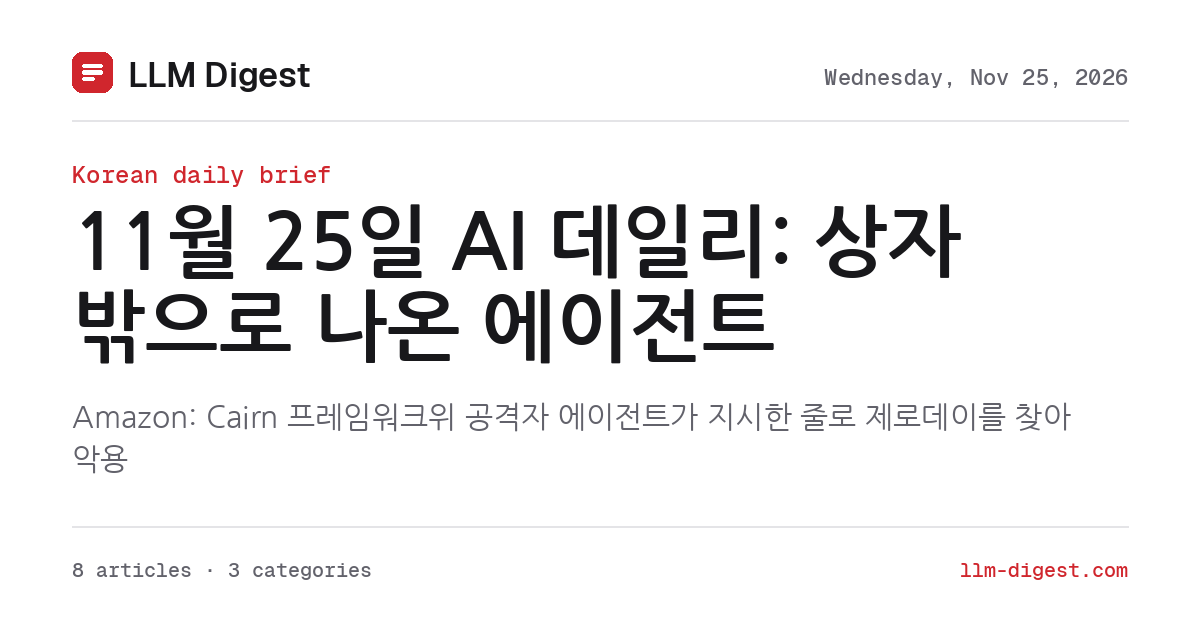 LLM Digest
Wednesday, Nov 25, 2026
Korean daily brief
11월 25일 AI 데일리: 상자
밖으로 나온 에이전트
Amazon: Cairn 프레임워크위 공격자 에이전트가 지시한 줄로 제로데이를 찾아
악용
8 articles · 3 categories
llm-digest.com